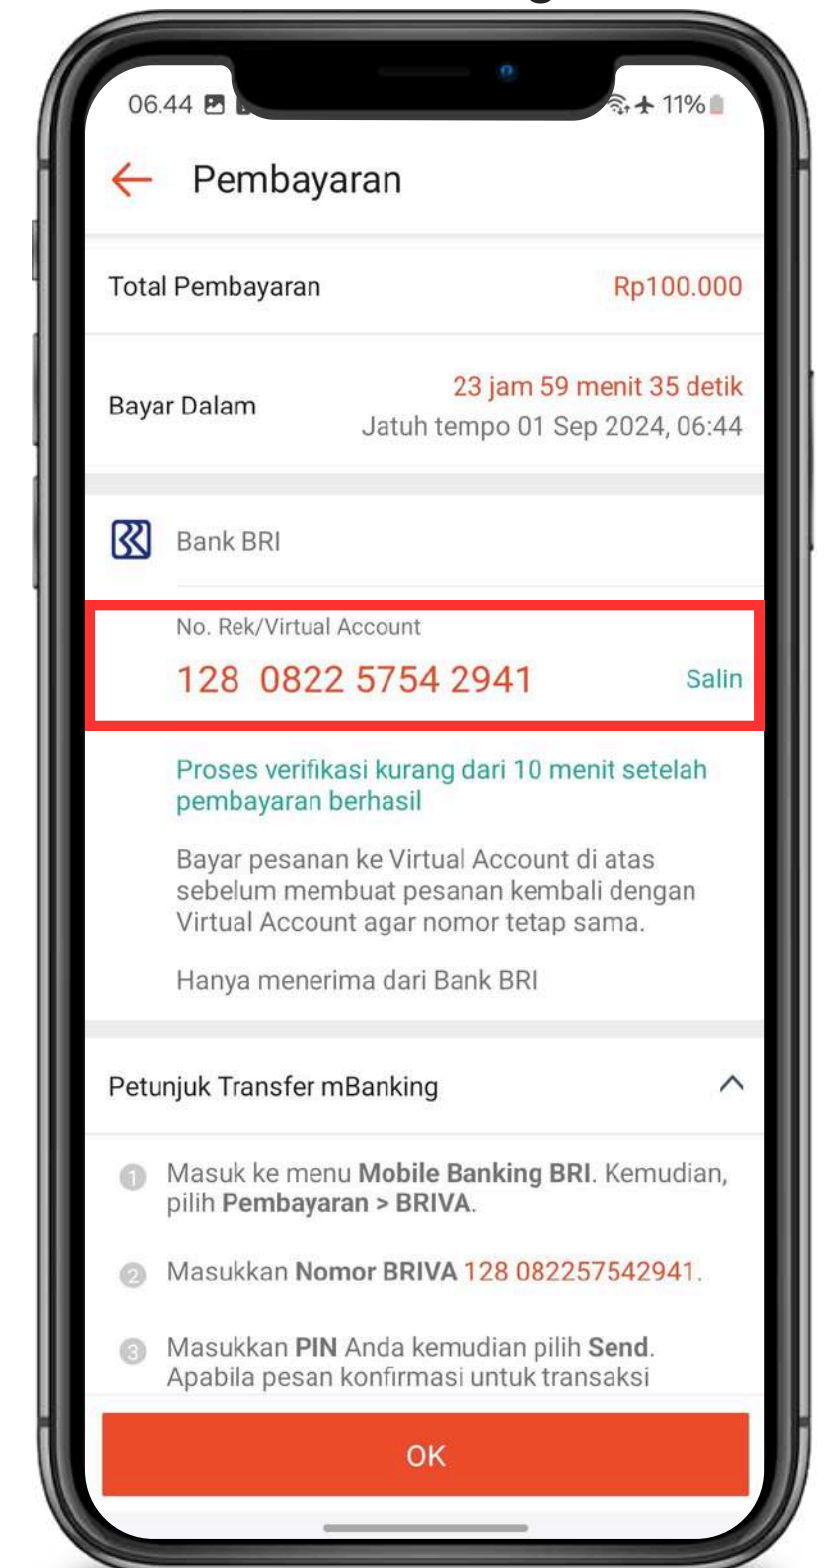 06.44
11%
Pembayaran
Total Pembayaran
Rp100.000
Bayar Dalam
23 jam 59 menit 35 detik
Jatuh tempo 01 Sep 2024, 06:44
Bank BRI
No. Rek/Virtual Account
128 0822 5754 2941
Salin
Proses verifikasi kurang dari 10 menit setelah
pembayaran berhasil
Bayar pesanan ke Virtual Account di atas
sebelum membuat pesanan kembali dengan
Virtual Account agar nomor tetap sama.
Hanya menerima dari Bank BRI
Petunjuk Transfer mBanking
1 Masuk ke menu Mobile Banking BRI. Kemudian,
pilih Pembayaran > BRIVA.
2 Masukkan Nomor BRIVA 128 082257542941.
3 Masukkan PIN Anda kemudian pilih Send.
Apabila pesan konfirmasi untuk transaksi
OK